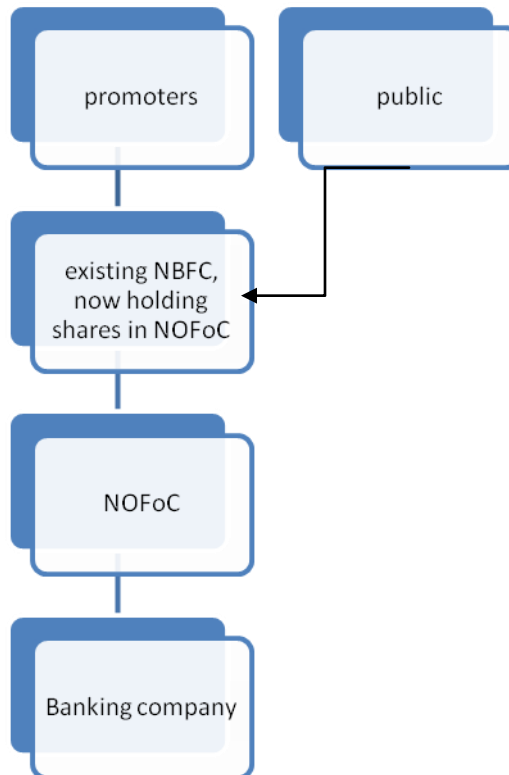 promoters
public
existing NBFC,
now holding
shares in NOFoC
NOFoC
Banking company